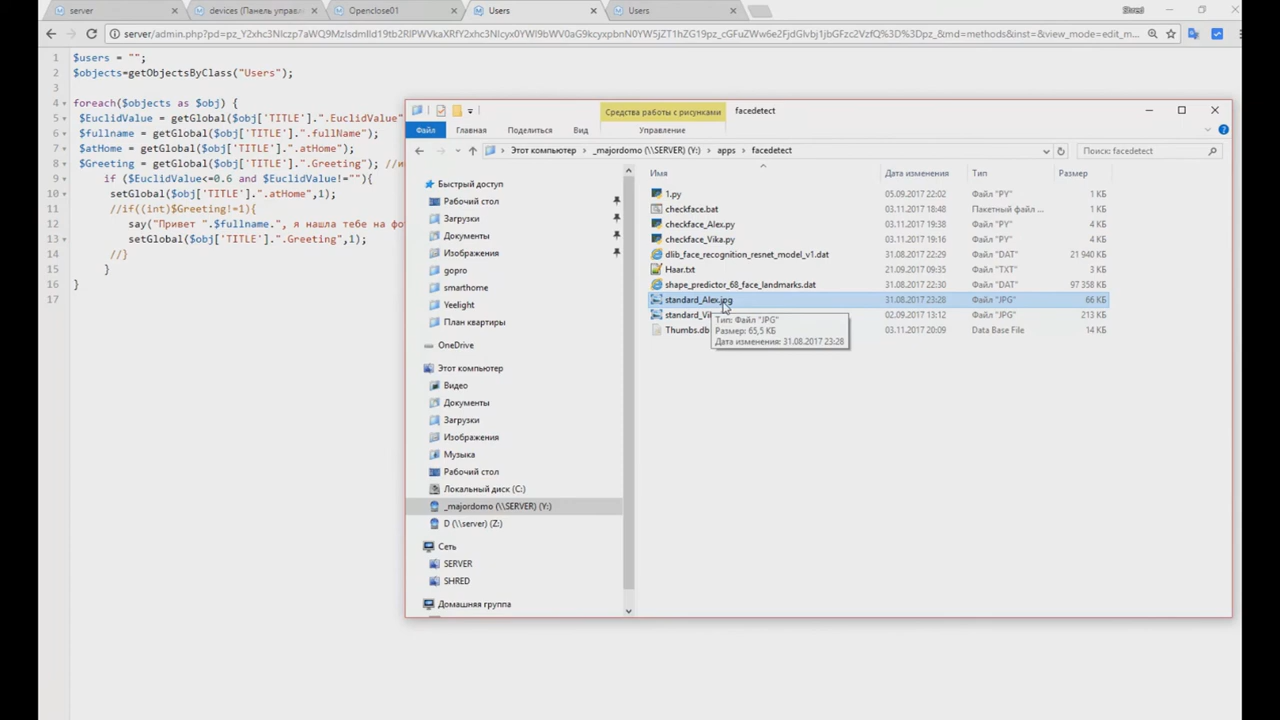 server
devices (Панель управл
Openclose01
Users
Users
server/admin.php?pd=
&view_mode=edit_m...
1 $users = "";
2 $objects=getObjectsByClass("Users");
3
4 foreach($objects as $obj) {
5 $EuclidValue = getGlobal($obj['TITLE'].".EuclidValue"
6 $fullname = getGlobal($obj['TITLE'].".fullName");
7 $atHome = getGlobal($obj['TITLE'].".atHome");
8 $Greeting = getGlobal($obj['TITLE'].".Greeting"); //и
9 if ($EuclidValue<=0.6 and $EuclidValue!=""){
10 setGlobal($obj['TITLE'].".atHome",1);
11 //if((int)$Greeting!=1){
12 say("Привет ".$fullname.", я нашла тебе на фо
13 setGlobal($obj['TITLE'].".Greeting",1);
14 //}
15 }
16 }
17
Средства работы с рисунками
facedetect
Файл Главная Поделиться Вид Управление
Этот компьютер › _majordomo (\\SERVER) (Y:) › apps › facedetect
Поиск: facedetect
Быстрый доступ
Рабочий стол
Загрузки
Документы
Изображения
gopro
smarthome
Yeelight
План квартиры
OneDrive
Этот компьютер
Видео
Документы
Загрузки
Изображения
Музыка
Рабочий стол
Локальный диск (C:)
_majordomo (\\SERVER) (Y:)
D (\\server) (Z:)
Сеть
SERVER
SHRED
Домашняя группа
Имя Дата изменения Тип Размер
1.py 05.09.2017 22:02 Файл "PY" 1 КБ
checkface.bat 03.11.2017 18:48 Пакетный файл ... 1 КБ
checkface_Alex.py 03.11.2017 19:38 Файл "PY" 4 КБ
checkface_Vika.py 03.11.2017 19:16 Файл "PY" 4 КБ
dlib_face_recognition_resnet_model_v1.dat 31.08.2017 22:29 Файл "DAT" 21 940 КБ
Haar.txt 21.09.2017 09:35 Файл "TXT" 21 КБ
shape_predictor_68_face_landmarks.dat 31.08.2017 22:29 Файл "DAT" 97 358 КБ
standard_Alex.jpg 31.08.2017 23:28 Файл "JPG" 66 КБ
standard_Vi 02.09.2017 13:12 Файл "JPG" 213 КБ
Thumbs.db 03.11.2017 20:09 Data Base File 14 КБ
Тип: Файл "JPG"
Размер: 65,5 КБ
Дата изменения: 31.08.2017 23:28